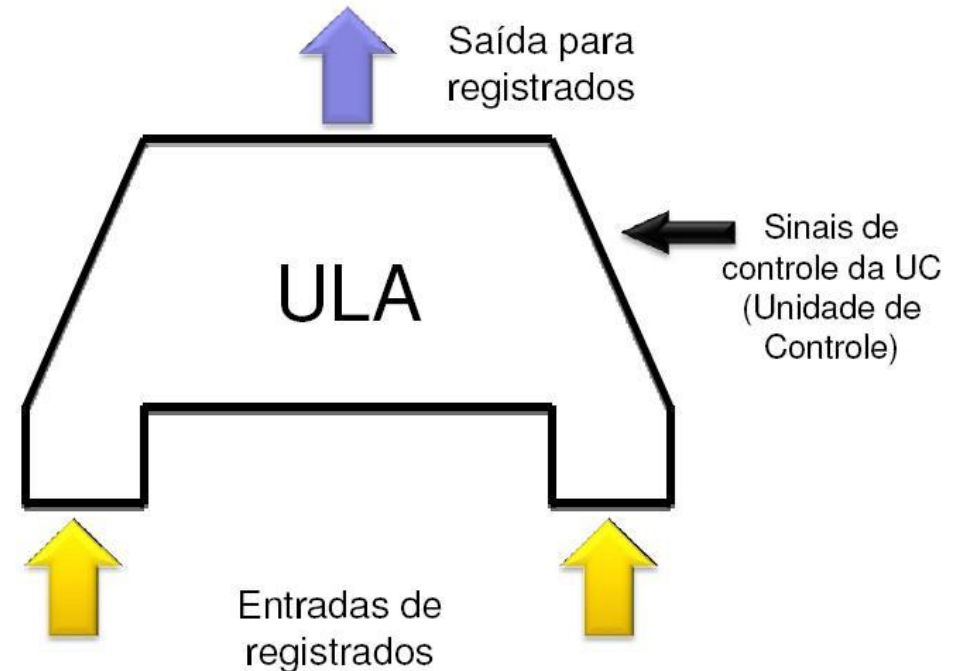 Saída para
registrados
ULA
Sinais de
controle da UC
(Unidade de
Controle)
Entradas de
registrados